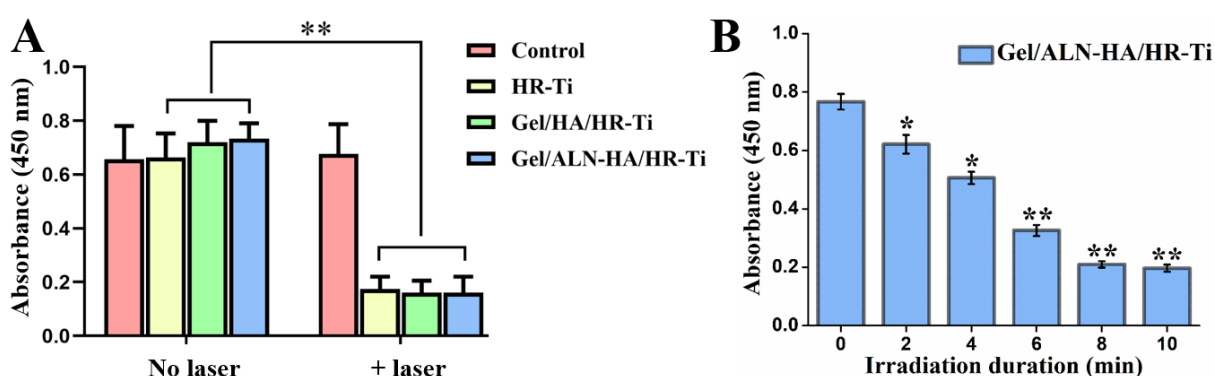 A
**
Control
HR-Ti
Gel/HA/HR-Ti
Gel/ALN-HA/HR-Ti
Absorbance (450 nm)
1.0
0.8
0.6
0.4
0.2
0.0
No laser
+ laser
B
Gel/ALN-HA/HR-Ti
Absorbance (450 nm)
1.0
0.8
0.6
0.4
0.2
0.0
*
*
**
**
**
0 2 4 6 8 10
Irradiation duration (min)